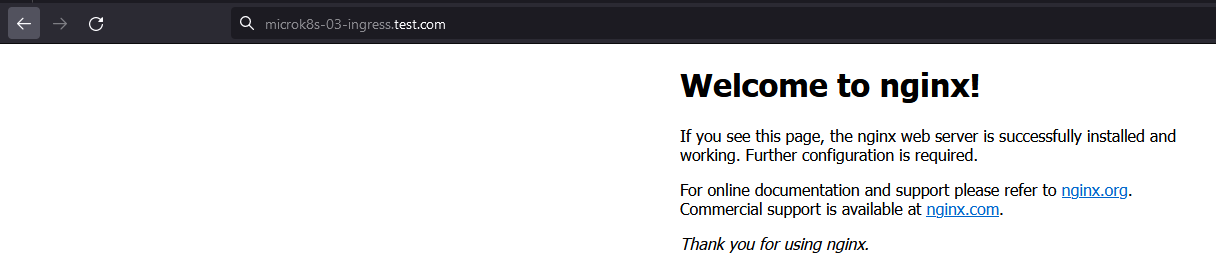 microk8s-03-ingress.test.com
Welcome to nginx!
If you see this page, the nginx web server is successfully installed and
working. Further configuration is required.
For online documentation and support please refer to nginx.org.
Commercial support is available at nginx.com.
Thank you for using nginx.